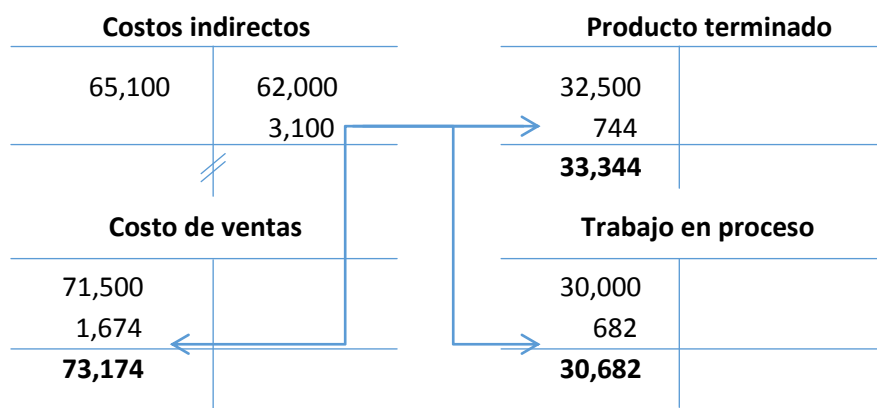 Costos indirectos
65,100 62,000
3,100
Producto terminado
32,500
744
33,344
Costo de ventas
71,500
1,674
73,174
Trabajo en proceso
30,000
682
30,682